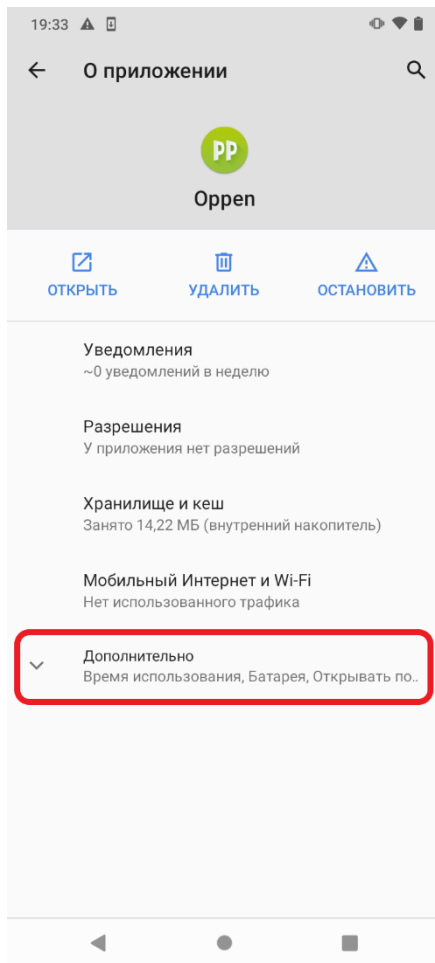 19:33
О приложении
PP
Oppen
ОТКРЫТЬ
УДАЛИТЬ
ОСТАНОВИТЬ
Уведомления
~0 уведомлений в неделю
Разрешения
У приложения нет разрешений
Хранилище и кеш
Занято 14,22 МБ (внутренний накопитель)
Мобильный Интернет и Wi-Fi
Нет использованного трафика
Дополнительно
Время использования, Батарея, Открывать по..